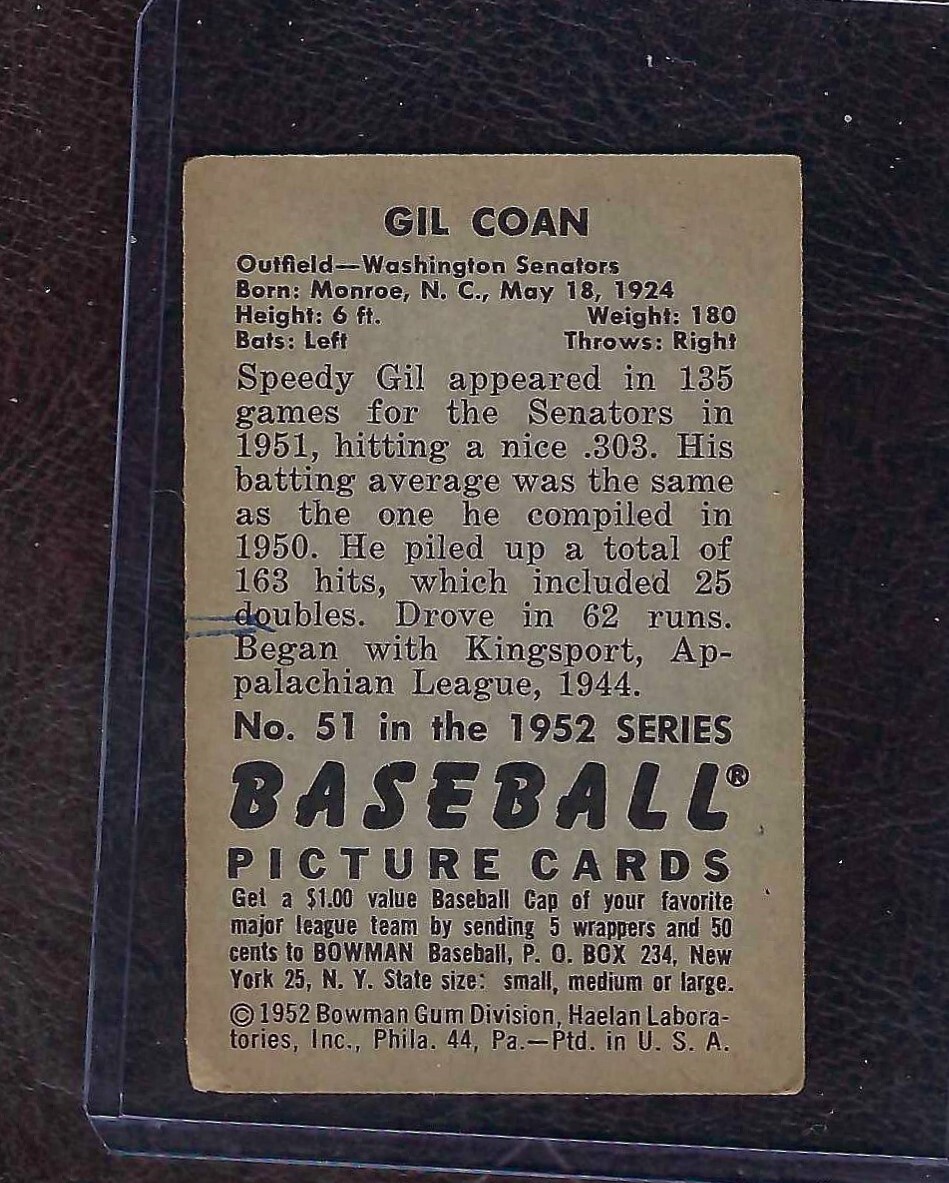 GIL COAN
Outfield—Washington Senators
Born: Monroe, N. C., May 18, 1924
Height: 6 ft. Weight: 180
Bats: Left Throws: Right
Speedy Gil appeared in 135
games for the Senators in
1951, hitting a nice .303. His
batting average was the same
as the one he compiled in
1950. He piled up a total of
163 hits, which included 25
doubles. Drove in 62 runs.
Began with Kingsport, Ap-
palachian League, 1944.
No. 51 in the 1952 SERIES
BASEBALL®
PICTURE CARDS
Get a $1.00 value Baseball Cap of your favorite
major league team by sending 5 wrappers and 50
cents to BOWMAN Baseball, P. O. BOX 234, New
York 25, N. Y. State size: small, medium or large.
© 1952 Bowman Gum Division, Haelan Labora-
tories, Inc., Phila. 44, Pa.—Ptd. in U. S. A.